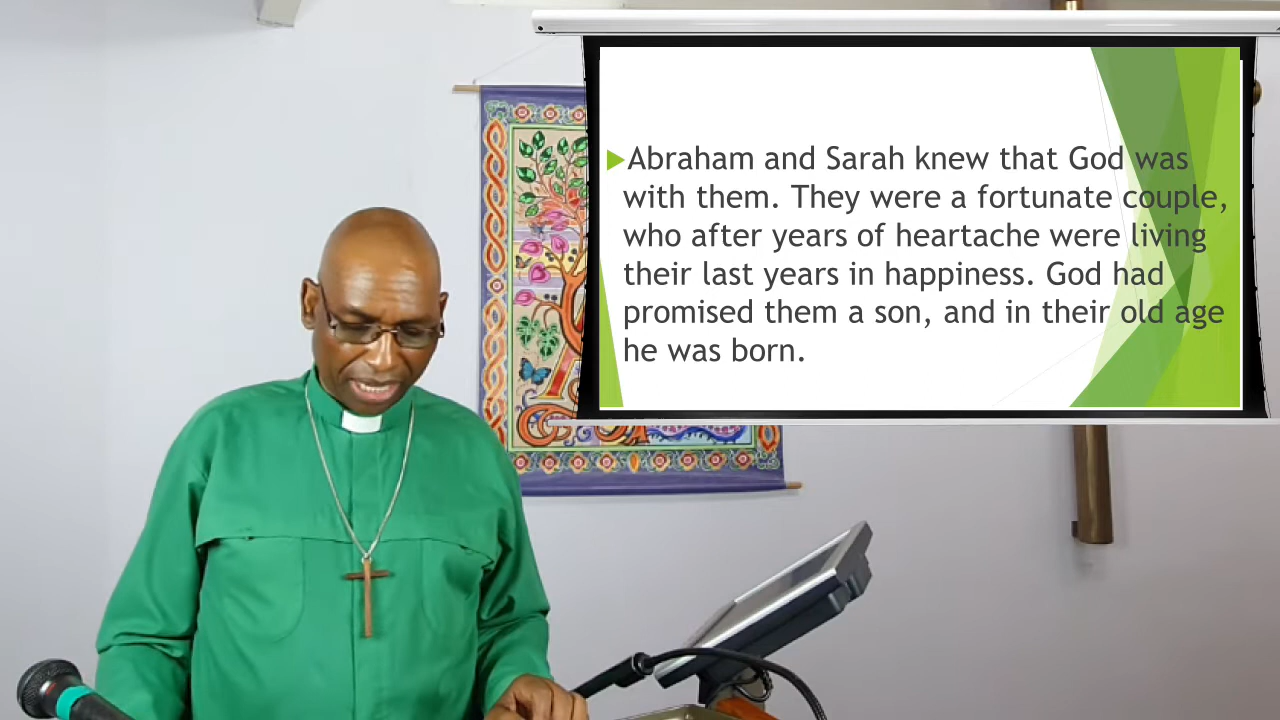 Abraham and Sarah knew that God was
with them. They were a fortunate couple,
who after years of heartache were living
their last years in happiness. God had
promised them a son, and in their old age
he was born.